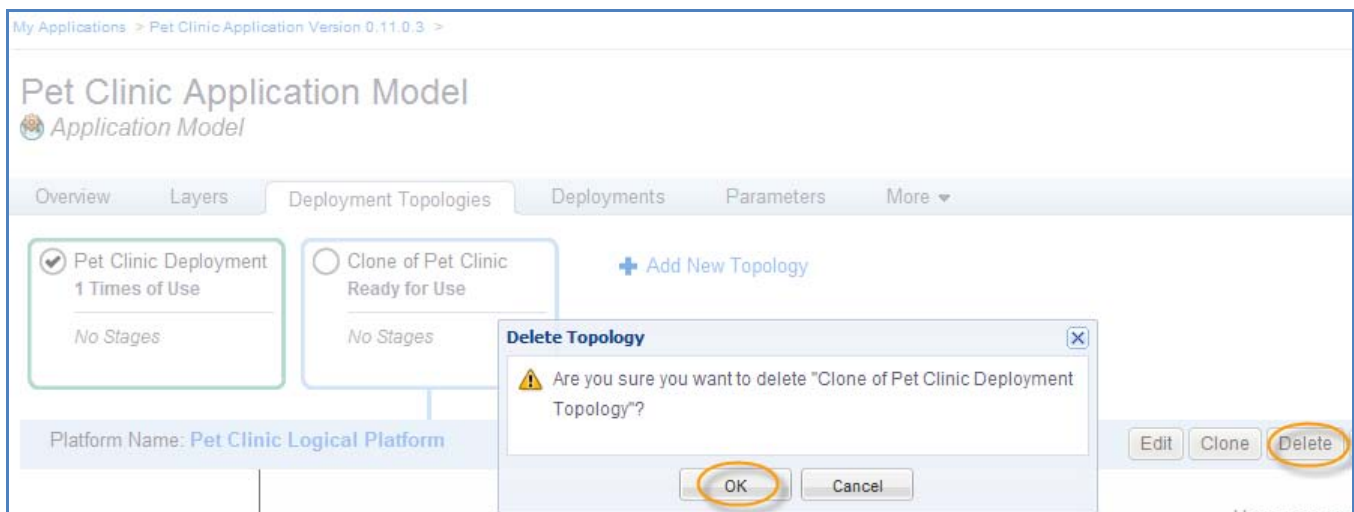 My Applications > Pet Clinic Application Version 0.11.0.3 >
Pet Clinic Application Model
Application Model
Overview Layers Deployment Topologies Deployments Parameters More
Pet Clinic Deployment
1 Times of Use
No Stages
Clone of Pet Clinic
Ready for Use
No Stages
Add New Topology
Delete Topology
Are you sure you want to delete "Clone of Pet Clinic Deployment
Topology"?
OK Cancel
Platform Name: Pet Clinic Logical Platform
Edit Clone Delete